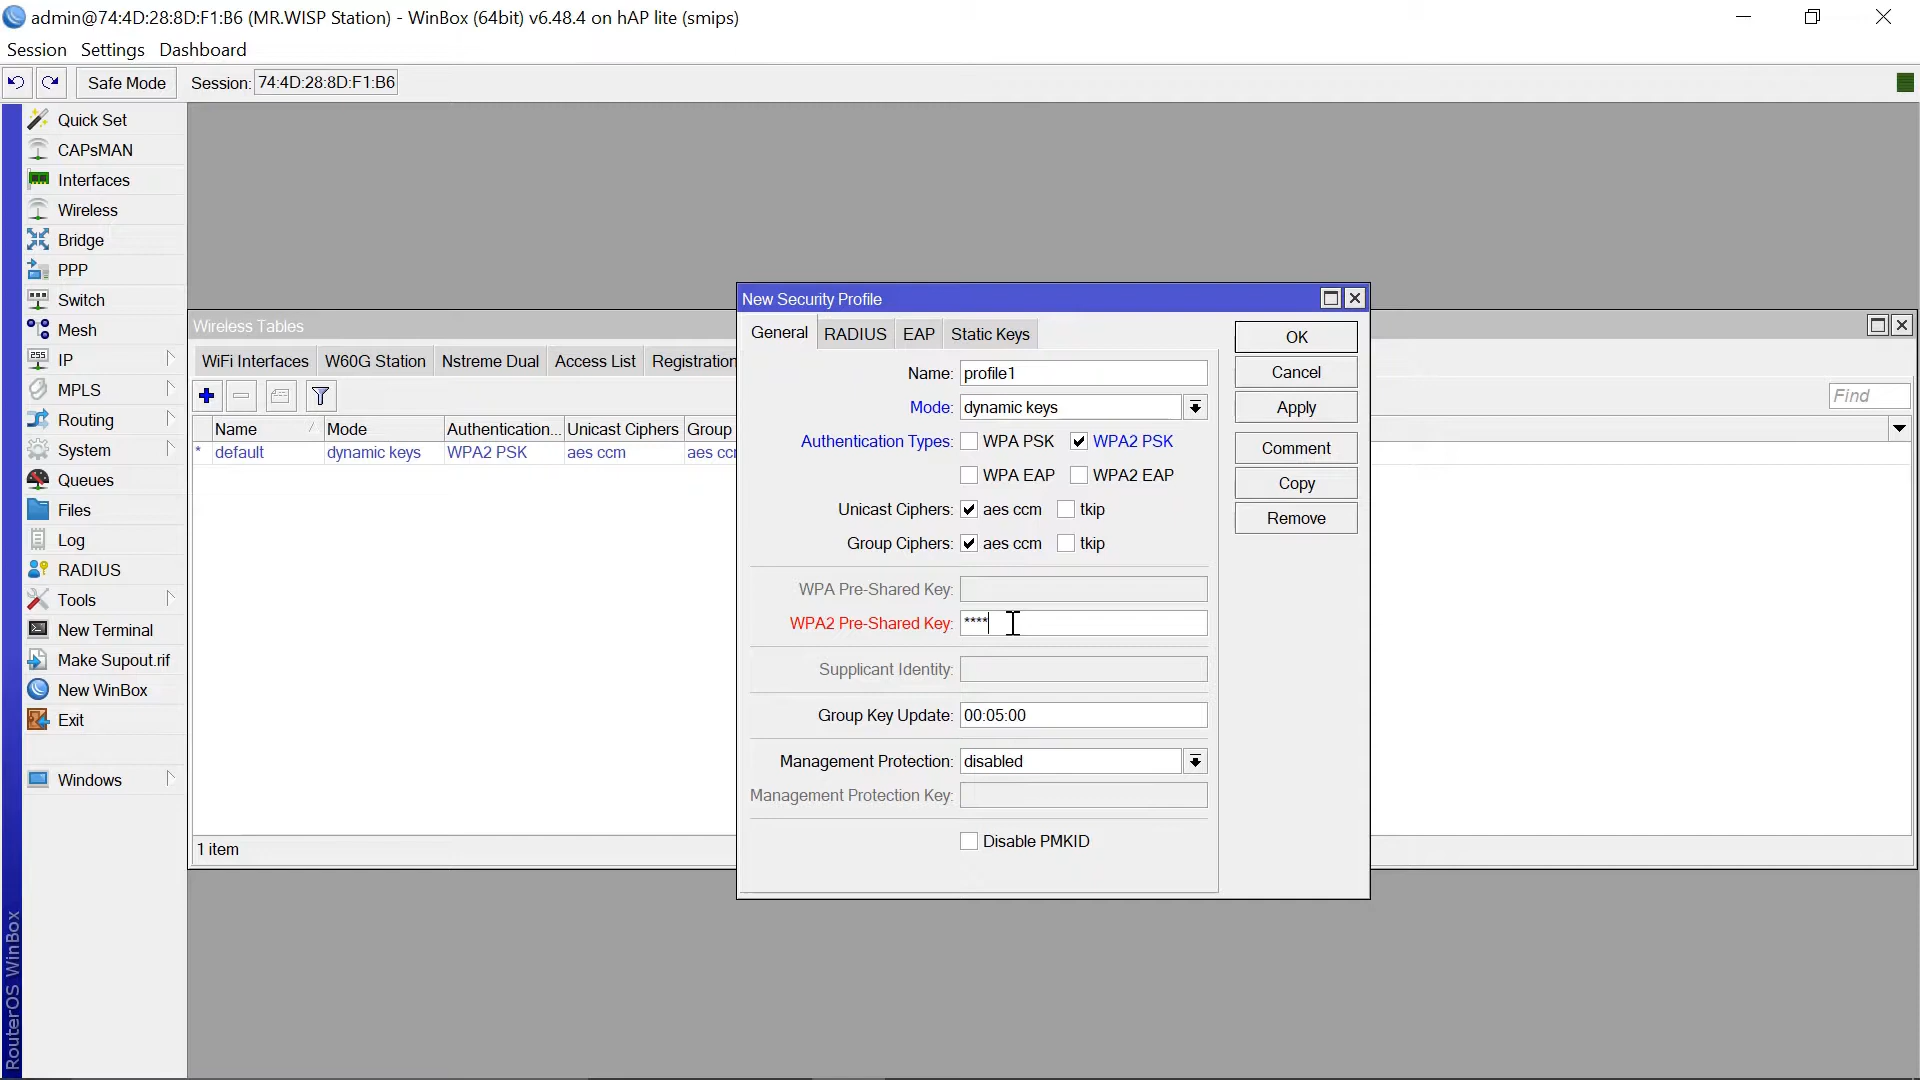 admin@74:4D:28:8D:F1:B6 (MR.WISP Station) - WinBox (64bit) v6.48.4 on hAP lite (smips)
Session Settings Dashboard
Safe Mode Session: 74:4D:28:8D:F1:B6
Quick Set
CAPsMAN
Interfaces
Wireless
Bridge
PPP
Switch
Mesh
IP
MPLS
Routing
System
Queues
Files
Log
RADIUS
Tools
New Terminal
Make Supout.rif
New WinBox
Exit
Windows
RouterOS WinBox
Wireless Tables
WiFi Interfaces W60G Station Nstreme Dual Access List Registration
Find
Name Mode Authentication... Unicast Ciphers Group
* default dynamic keys WPA2 PSK aes ccm aes ccm
1 item
New Security Profile
General RADIUS EAP Static Keys
Name: profile1
Mode: dynamic keys
Authentication Types: WPA PSK WPA2 PSK
WPA EAP WPA2 EAP
Unicast Ciphers: aes ccm tkip
Group Ciphers: aes ccm tkip
WPA Pre-Shared Key:
WPA2 Pre-Shared Key: ****
Supplicant Identity:
Group Key Update: 00:05:00
Management Protection: disabled
Management Protection Key:
Disable PMKID
OK
Cancel
Apply
Comment
Copy
Remove